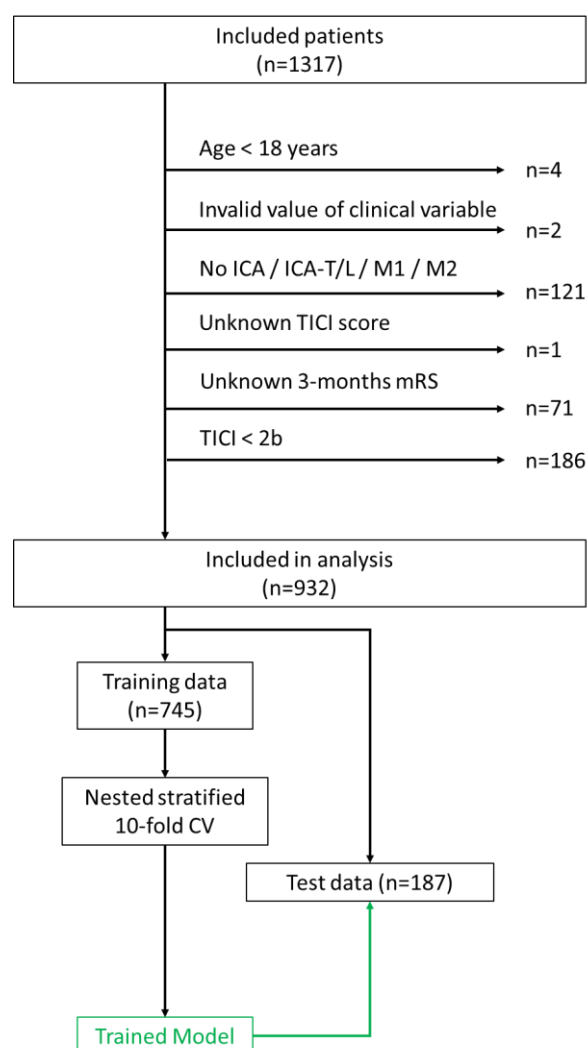 Included patients
(n=1317)
Age < 18 years
n=4
Invalid value of clinical variable
n=2
No ICA / ICA-T/L / M1 / M2
n=121
Unknown TICI score
n=1
Unknown 3-months mRS
n=71
TICI < 2b
n=186
Included in analysis
(n=932)
Training data
(n=745)
Nested stratified
10-fold CV
Test data (n=187)
Trained Model